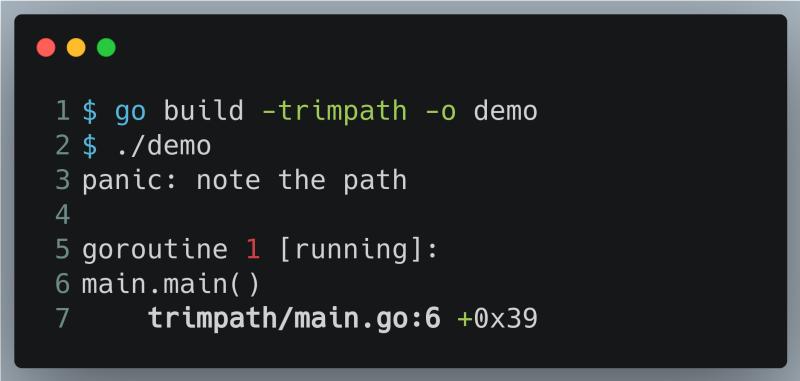 1 $ go build -trimpath -o demo
2 $ ./demo
3 panic: note the path
4
5 goroutine 1 [running]:
6 main.main()
7     trimpath/main.go:6 +0x39